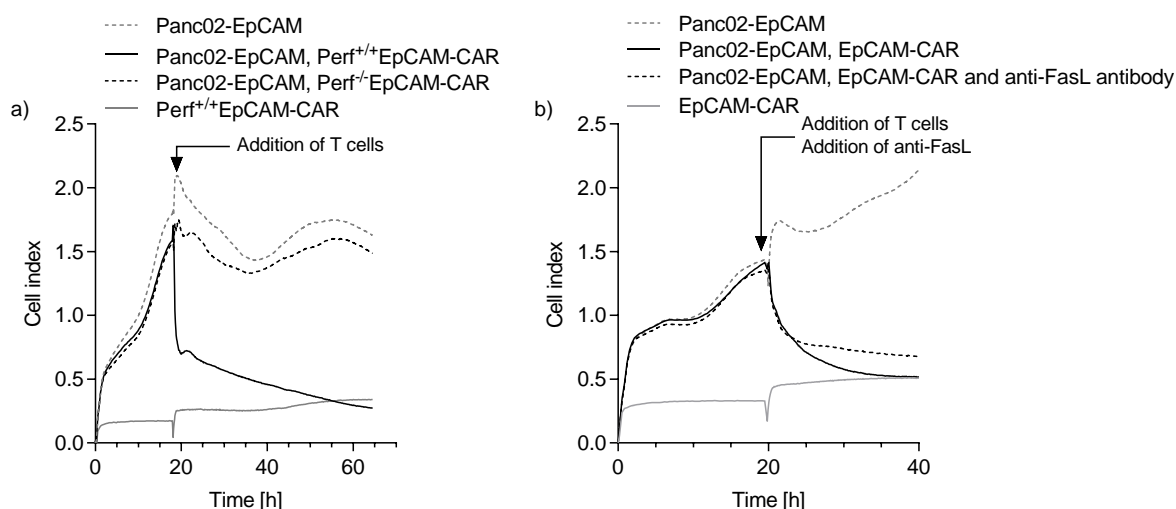 Panc02-EpCAM
Panc02-EpCAM, Perf+/+EpCAM-CAR
Panc02-EpCAM, Perf-/-EpCAM-CAR
Perf+/+EpCAM-CAR
a)
2.5
2.0
1.5
1.0
0.5
0.0
Cell index
Addition of T cells
0
20
40
60
Time [h]
Panc02-EpCAM
Panc02-EpCAM, EpCAM-CAR
Panc02-EpCAM, EpCAM-CAR and anti-FasL antibody
EpCAM-CAR
b)
2.5
2.0
1.5
1.0
0.5
0.0
Cell index
Addition of T cells
Addition of anti-FasL
0
20
40
Time [h]